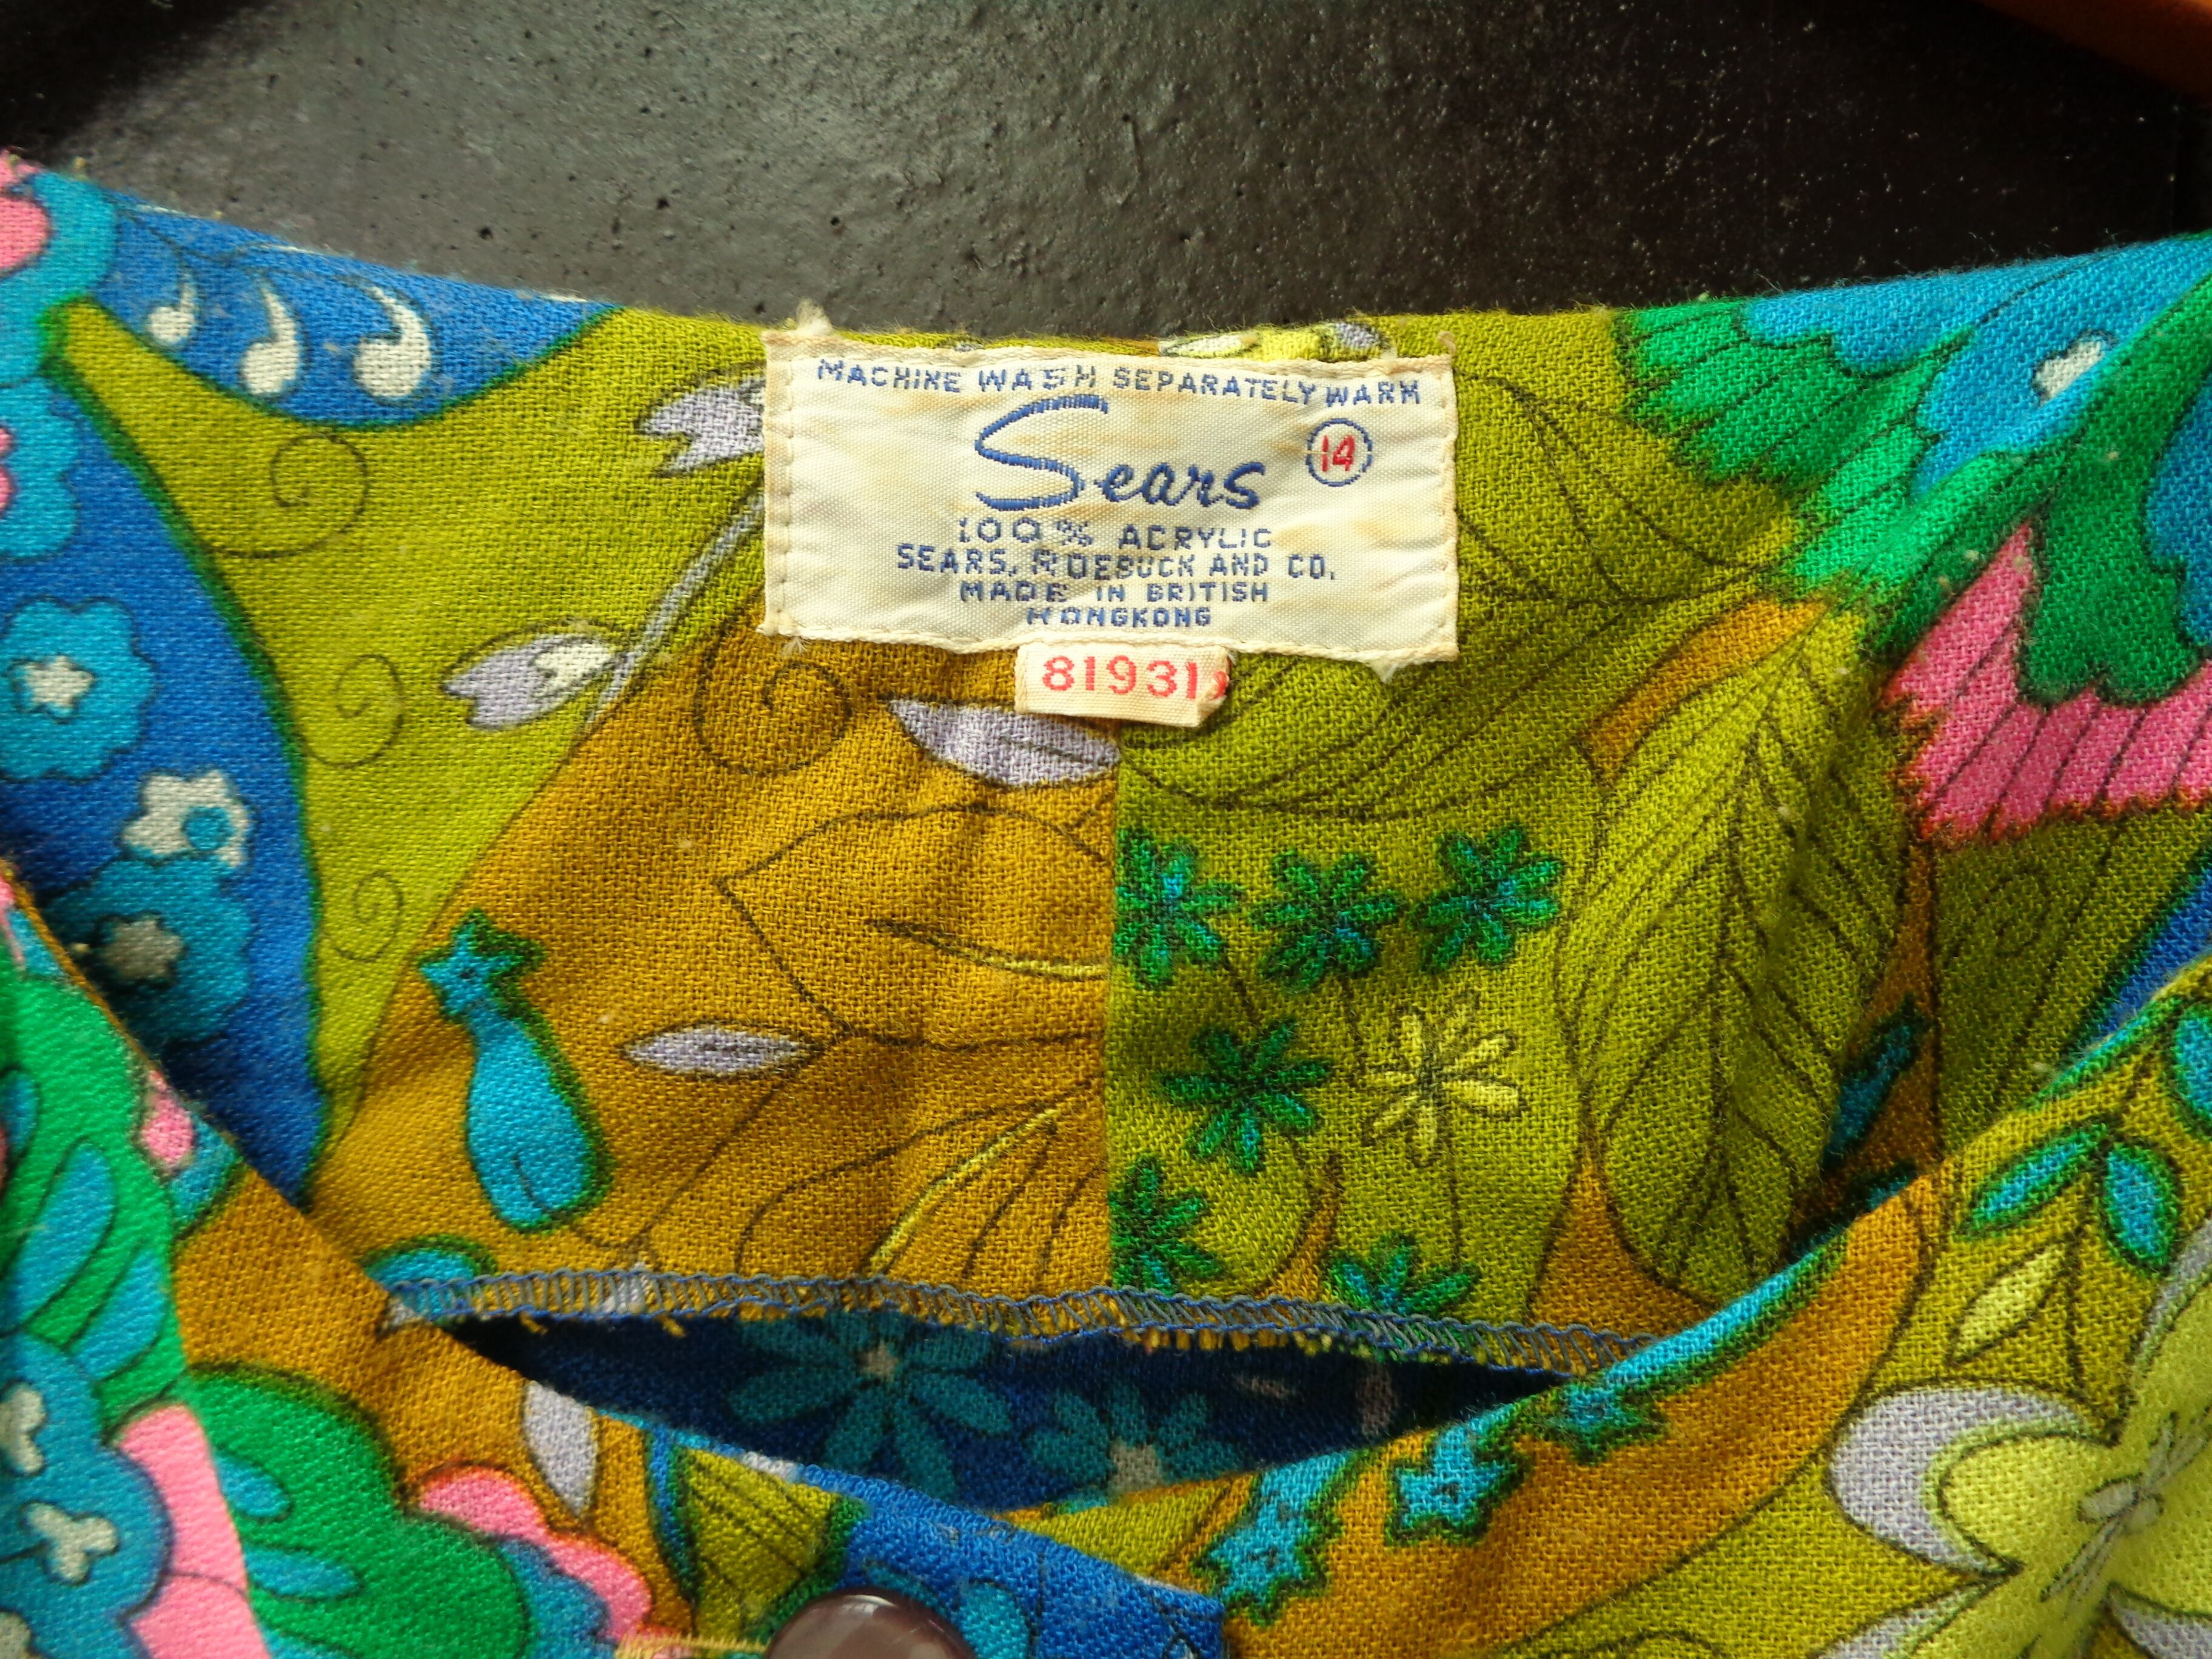 MACHINE WASH SEPARATELY WARM
Sears 14
100% ACRYLIC
SEARS, ROEBUCK AND CO.
MADE IN BRITISH
HONGKONG
81931